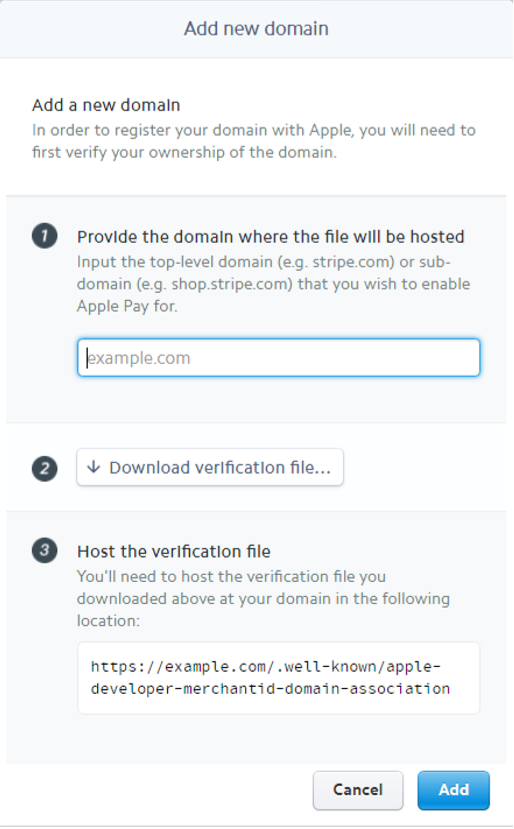 Add new domain
Add a new domain
In order to register your domain with Apple, you will need to
first verify your ownership of the domain.
1
Provide the domain where the file will be hosted
Input the top-level domain (e.g. stripe.com) or sub-
domain (e.g. shop.stripe.com) that you wish to enable
Apple Pay for.
example.com
2
Download verification file...
3
Host the verification file
You'll need to host the verification file you
downloaded above at your domain in the following
location:
https://example.com/.well-known/apple-
developer-merchantid-domain-association
Cancel
Add